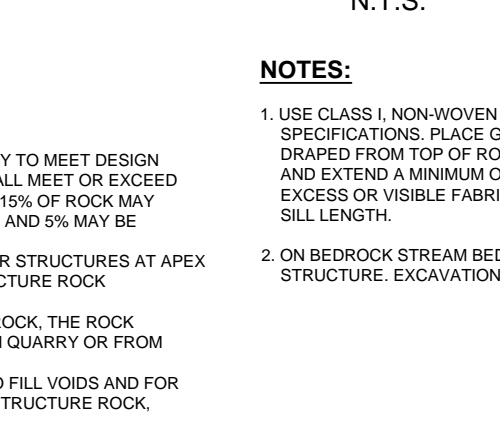 N.T.S.
Y TO MEET DESIGN
ALL MEET OR EXCEED
15% OF ROCK MAY
AND 5% MAY BE
R STRUCTURES AT APEX
CTURE ROCK
ROCK, THE ROCK
QUARRY OR FROM
O FILL VOIDS AND FOR
TRUCTURE ROCK,
NOTES:
1. USE CLASS I, NON-WOVEN
SPECIFICATIONS. PLACE G
DRAPED FROM TOP OF RO
AND EXTEND A MINIMUM O
EXCESS OR VISIBLE FABRI
SILL LENGTH.
2. ON BEDROCK STREAM BED
STRUCTURE. EXCAVATION